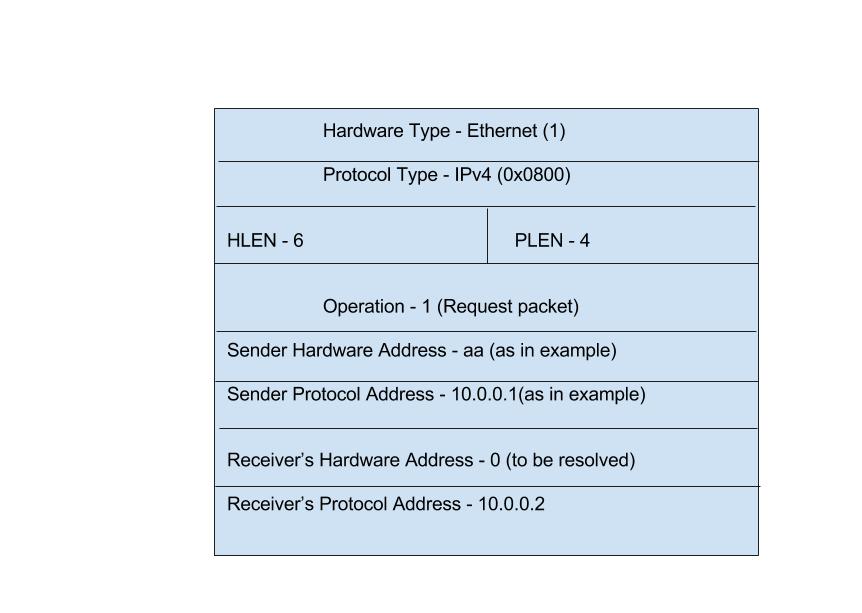 Hardware Type - Ethernet (1)
Protocol Type - IPv4 (0x0800)
HLEN - 6
PLEN - 4
Operation - 1 (Request packet)
Sender Hardware Address - aa (as in example)
Sender Protocol Address - 10.0.0.1(as in example)
Receiver’s Hardware Address - 0 (to be resolved)
Receiver’s Protocol Address - 10.0.0.2